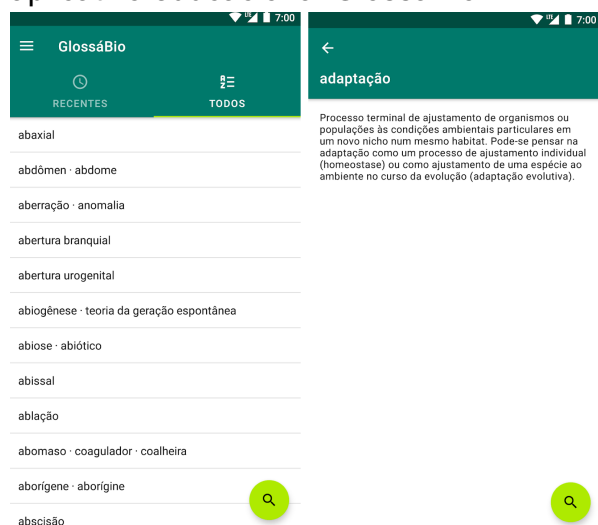 7:00
GlossáBio
RECENTES
TODOS
abaxial
abdômen · abdome
aberração · anomalia
abertura branquial
abertura urogenital
abiogênese · teoria da geração espontânea
abiose · abiótico
abissal
ablação
abomaso · coagulador · coalheira
aborígene · aborígine
abscisão
7:00
adaptação
Processo terminal de ajustamento de organismos ou
populações às condições ambientais particulares em
um novo nicho num mesmo habitat. Pode-se pensar na
adaptação como um processo de ajustamento individual
(homeostase) ou como ajustamento de uma espécie ao
ambiente no curso da evolução (adaptação evolutiva).